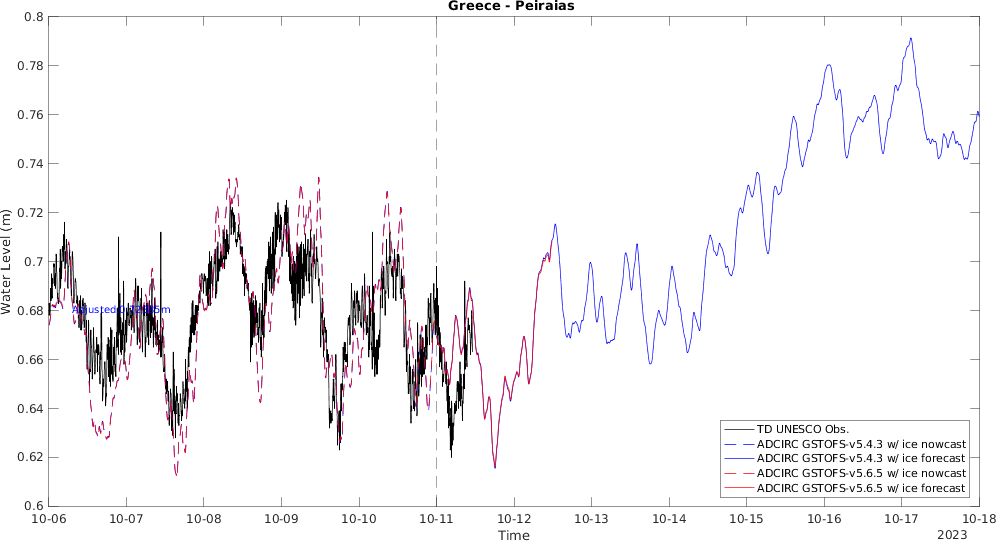 Greece - Peiraias
0.8
0.78
0.76
0.74
0.72
0.7
0.68
0.66
0.64
0.62
0.6
Water Level (m)
Adjusted
10-06
10-07
10-08
10-09
10-10
10-11
10-12
10-13
10-14
10-15
10-16
10-17
10-18
Time
2023
TD UNESCO Obs.
ADCIRC GSTOFS-v5.4.3 w/ ice nowcast
ADCIRC GSTOFS-v5.4.3 w/ ice forecast
ADCIRC GSTOFS-v5.6.5 w/ ice nowcast
ADCIRC GSTOFS-v5.6.5 w/ ice forecast